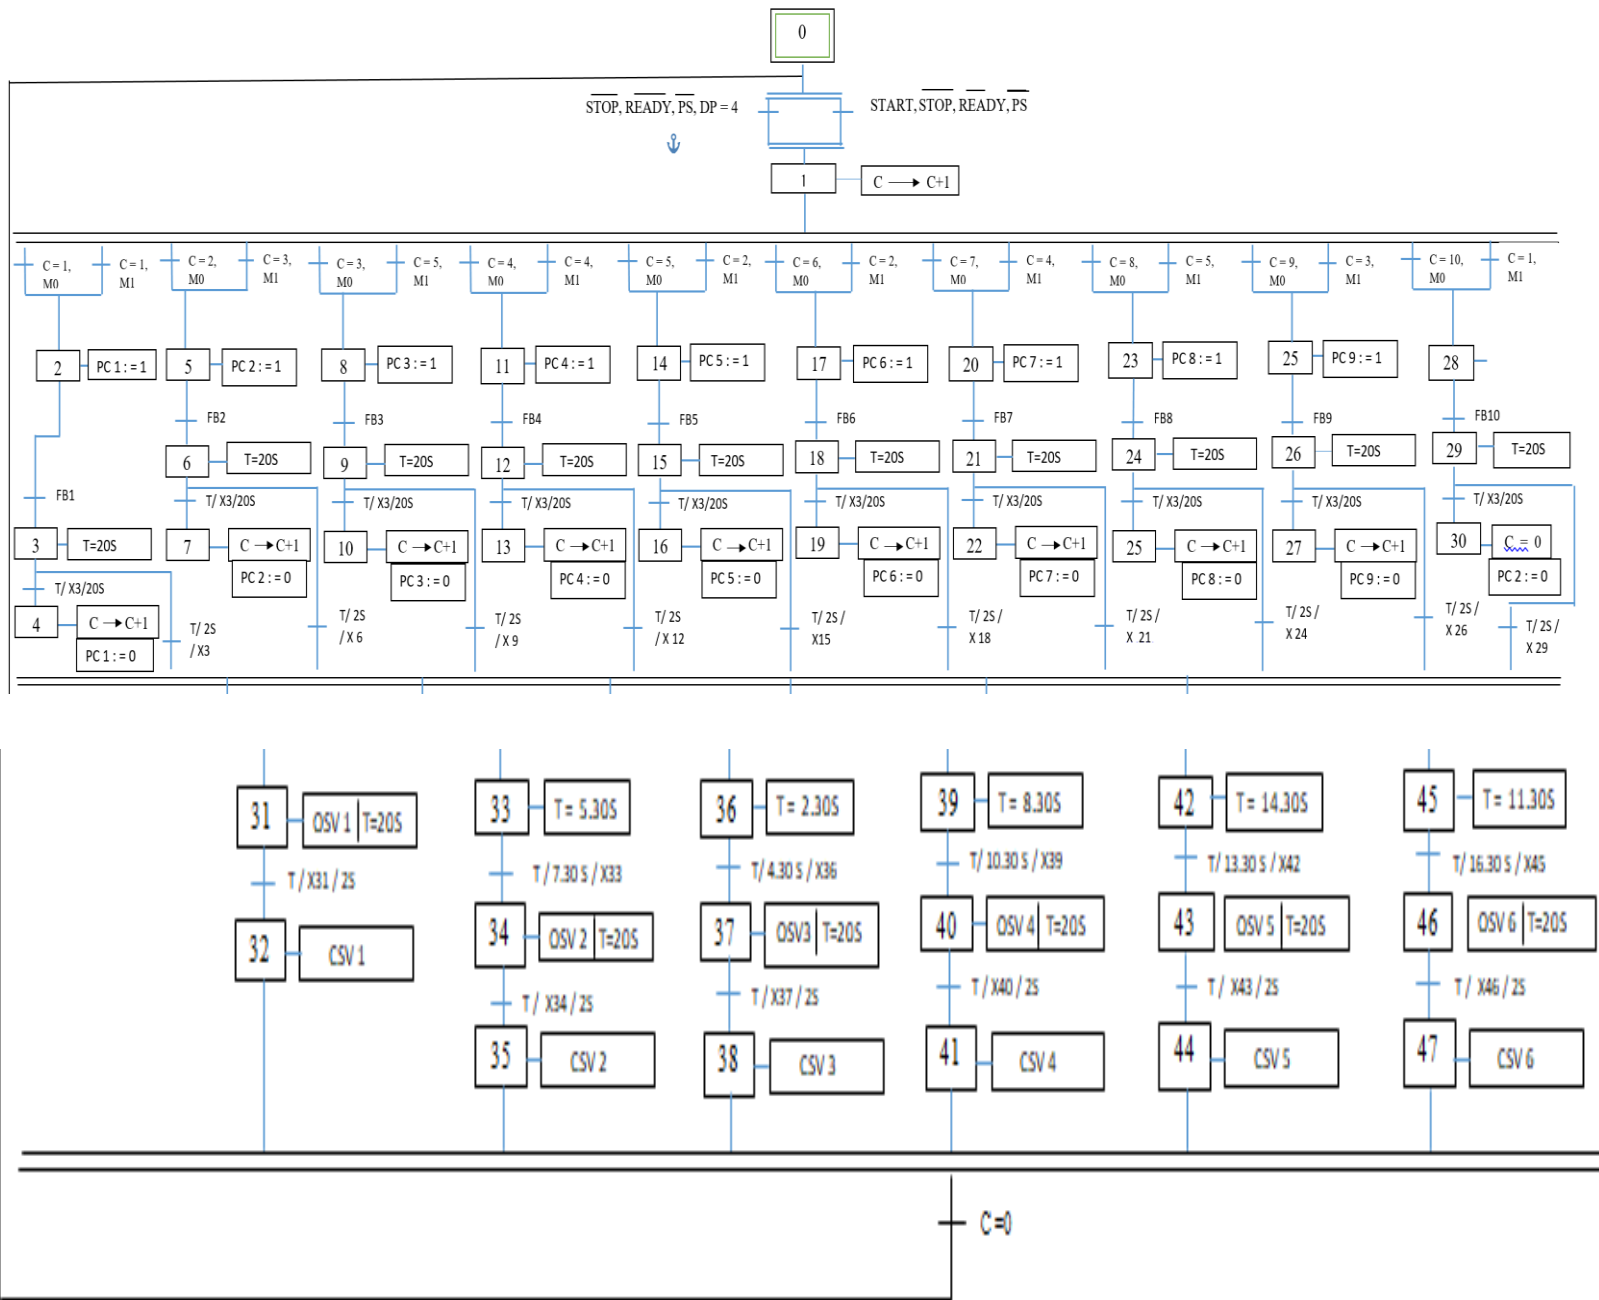 0
STOP, READY, PS, DP = 4
START, STOP, READY, PS
1
C → C+1
C = 1, M0
C = 1, M1
C = 2, M0
C = 3, M1
C = 3, M0
C = 5, M1
C = 4, M0
C = 4, M1
C = 5, M0
C = 2, M1
C = 6, M0
C = 2, M1
C = 7, M0
C = 4, M1
C = 8, M0
C = 5, M1
C = 9, M0
C = 3, M1
C = 10, M0
C = 1, M1
2
PC 1 : = 1
5
PC 2 : = 1
8
PC 3 : = 1
11
PC 4 : = 1
14
PC 5 : = 1
17
PC 6 : = 1
20
PC 7 : = 1
23
PC 8 : = 1
25
PC 9 : = 1
28
FB2
FB3
FB4
FB5
FB6
FB7
FB8
FB9
FB10
6
T=20S
9
T=20S
12
T=20S
15
T=20S
18
T=20S
21
T=20S
24
T=20S
26
T=20S
29
T=20S
FB1
T/ X3/20S
T/ X3/20S
T/ X3/20S
T/ X3/20S
T/ X3/20S
T/ X3/20S
T/ X3/20S
T/ X3/20S
T/ X3/20S
3
T=20S
7
C → C+1
10
C → C+1
13
C → C+1
16
C → C+1
19
C → C+1
22
C → C+1
25
C → C+1
27
C → C+1
30
C = 0
PC 2 : = 0
PC 3 : = 0
PC 4 : = 0
PC 5 : = 0
PC 6 : = 0
PC 7 : = 0
PC 8 : = 0
PC 9 : = 0
PC 2 : = 0
T/ X3/20S
4
C → C+1
PC 1 : = 0
T/ 2S
/ X3
T/ 2S
/ X 6
T/ 2S
/ X 9
T/ 2S
/ X 12
T/ 2S /
X15
T/ 2S /
X 18
T/ 2S /
X 21
T/ 2S /
X 24
T/ 2S /
X 26
T/ 2S /
X 29
31
OSV 1 T=20S
33
T = 5.30S
36
T = 2.30S
39
T = 8.30S
42
T = 14.30S
45
T = 11.30S
T / X31 / 2S
T / 7.30 S / X33
T/ 4.30 S / X36
T/ 10.30 S / X39
T/ 13.30 S / X42
T/ 16.30 S / X45
32
CSV 1
34
OSV 2 T=20S
37
OSV3 T=20S
40
OSV 4 T=20S
43
OSV 5 T=20S
46
OSV 6 T=20S
T / X34 / 2S
T / X37 / 2S
T / X40 / 2S
T / X43 / 2S
T / X46 / 2S
35
CSV 2
38
CSV 3
41
CSV 4
44
CSV 5
47
CSV 6
C =0